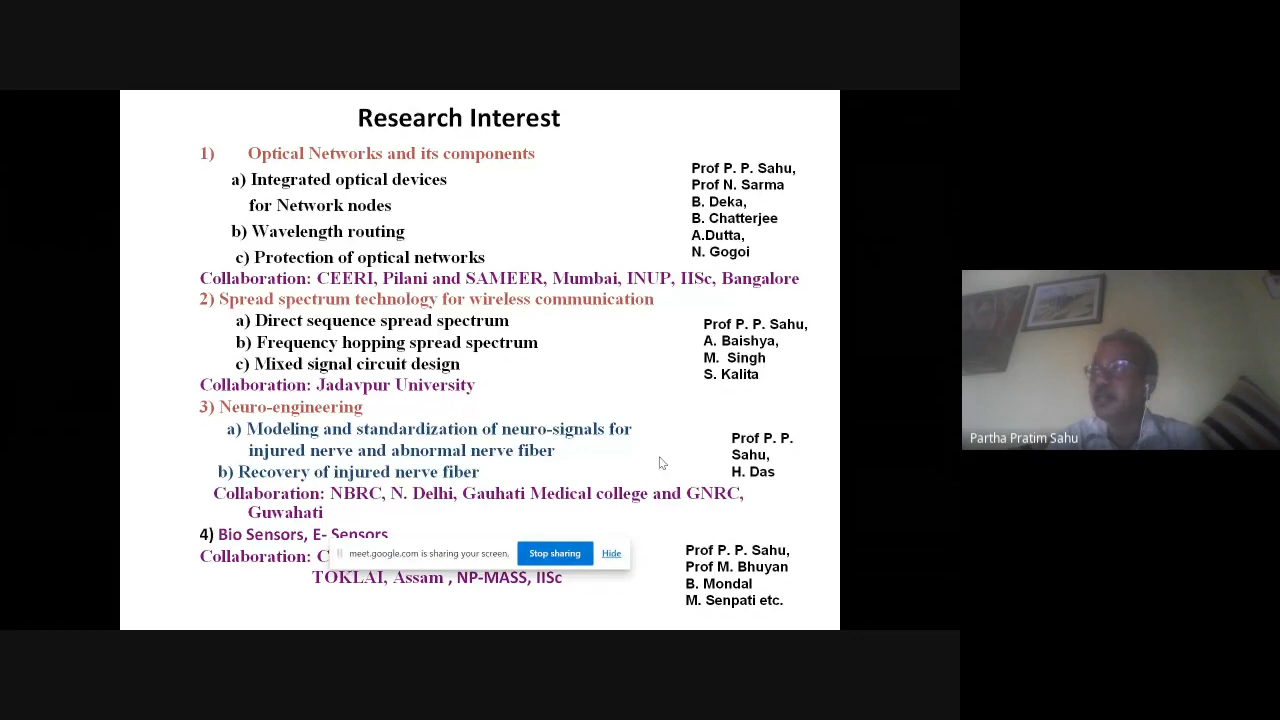 Research Interest
1) Optical Networks and its components
a) Integrated optical devices
for Network nodes
b) Wavelength routing
c) Protection of optical networks
Prof P. P. Sahu,
Prof N. Sarma
B. Deka,
B. Chatterjee
A.Dutta,
N. Gogoi
Collaboration: CEERI, Pilani and SAMEER, Mumbai, INUP, IISc, Bangalore
2) Spread spectrum technology for wireless communication
a) Direct sequence spread spectrum
b) Frequency hopping spread spectrum
c) Mixed signal circuit design
Prof P. P. Sahu,
A. Baishya,
M. Singh
S. Kalita
Collaboration: Jadavpur University
3) Neuro-engineering
a) Modeling and standardization of neuro-signals for
injured nerve and abnormal nerve fiber
b) Recovery of injured nerve fiber
Prof P. P.
Sahu,
H. Das
Collaboration: NBRC, N. Delhi, Gauhati Medical college and GNRC,
Guwahati
4) Bio Sensors, E- Sensors
Collaboration:
TOKLAI, Assam , NP-MASS, IISc
Prof P. P. Sahu,
Prof M. Bhuyan
B. Mondal
M. Senpati etc.
meet.google.com is sharing your screen.
Stop sharing
Hide
Partha Pratim Sahu